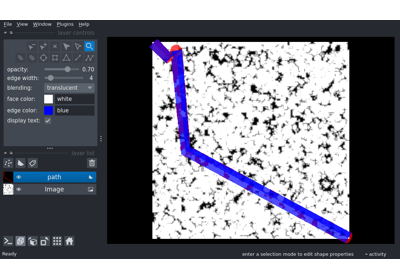 File View Window Plugins Help
layer controls
opacity: 0.70
edge width: 4
blending: translucent
face color: white
edge color: blue
display text:
layer list
path
Image
Ready enter a selection mode to edit shape properties activity